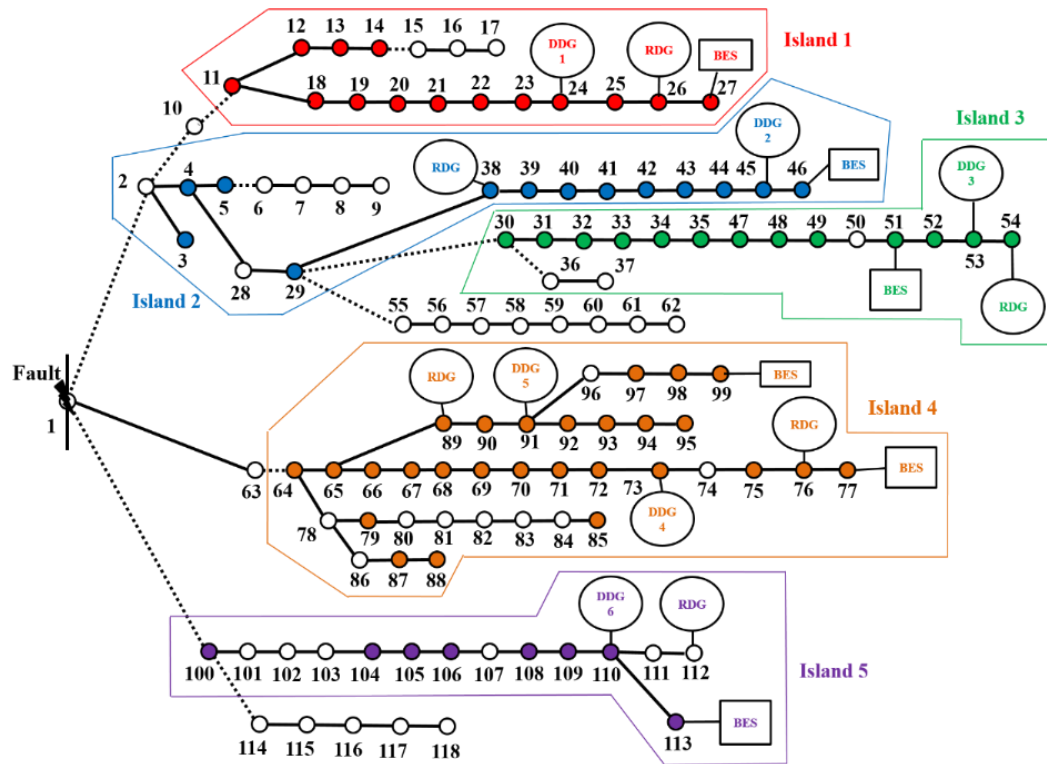 12 13 14 15 16 17
Island 1
DDG 1
RDG
BES
11
18 19 20 21 22 23 24 25 26 27
10
Island 2
2
4
5 6 7 8 9
3
28 29
RDG
DDG 2
BES
38 39 40 41 42 43 44 45 46
Island 3
DDG 3
30 31 32 33 34 35 47 48 49 50 51 52 53 54
36 37
BES
RDG
55 56 57 58 59 60 61 62
Fault
1
Island 4
RDG
DDG 5
BES
96 97 98 99
89 90 91 92 93 94 95
RDG
BES
63 64 65 66 67 68 69 70 71 72 73 74 75 76 77
DDG 4
78 79 80 81 82 83 84 85
86 87 88
Island 5
DDG 6
RDG
100 101 102 103 104 105 106 107 108 109 110 111 112
113
BES
114 115 116 117 118